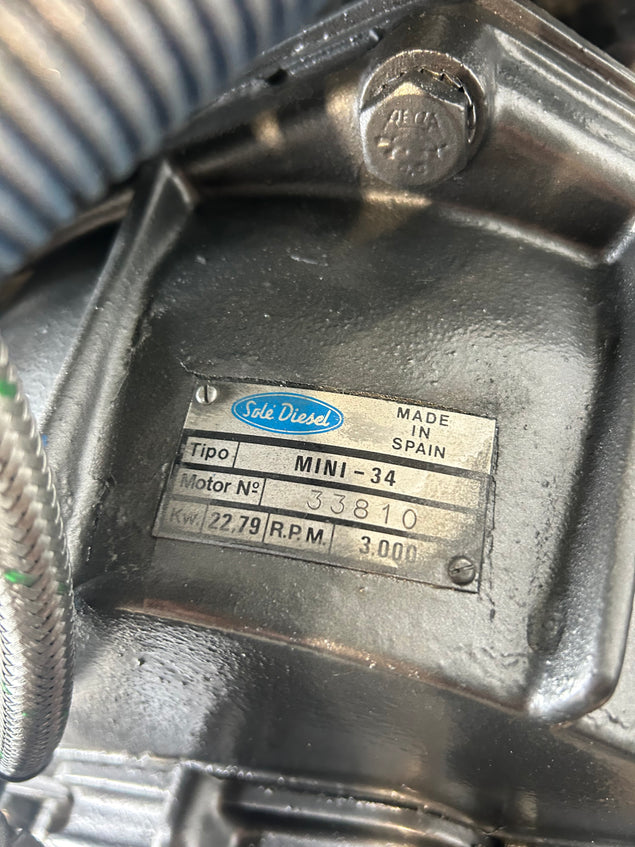 Solé Diesel
MADE
IN
SPAIN
Tipo MINI-34
Motor Nº 33810
Kw. 22,79 R.P.M. 3.000